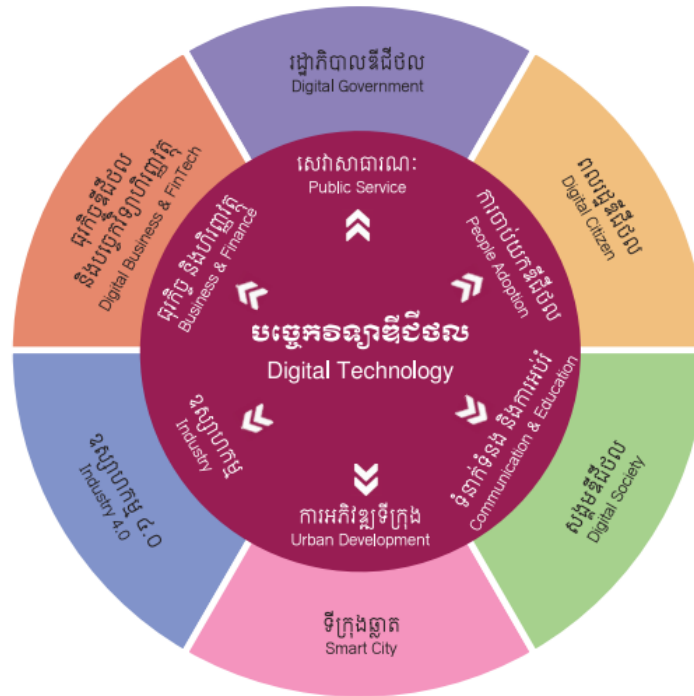 រដ្ឋាភិបាលឌីជីថល
Digital Government
ពលរដ្ឋឌីជីថល
Digital Citizen
សង្គមឌីជីថល
Digital Society
ទីក្រុងឆ្លាត
Smart City
ឧស្សាហកម្ម ៤.០
Industry 4.0
ធុរកិច្ចឌីជីថល
និងបច្ចេកវិទ្យាហិរញ្ញវត្ថុ
Digital Business & FinTech
សេវាសាធារណៈ
Public Service
ការចាប់យកឌីជីថល
People Adoption
ទំនាក់ទំនង និងការអប់រំ
Communication & Education
ការអភិវឌ្ឍទីក្រុង
Urban Development
ឧស្សាហកម្ម
Industry
ធុរកិច្ច និងហិរញ្ញវត្ថុ
Business & Finance
បច្ចេកវិទ្យាឌីជីថល
Digital Technology